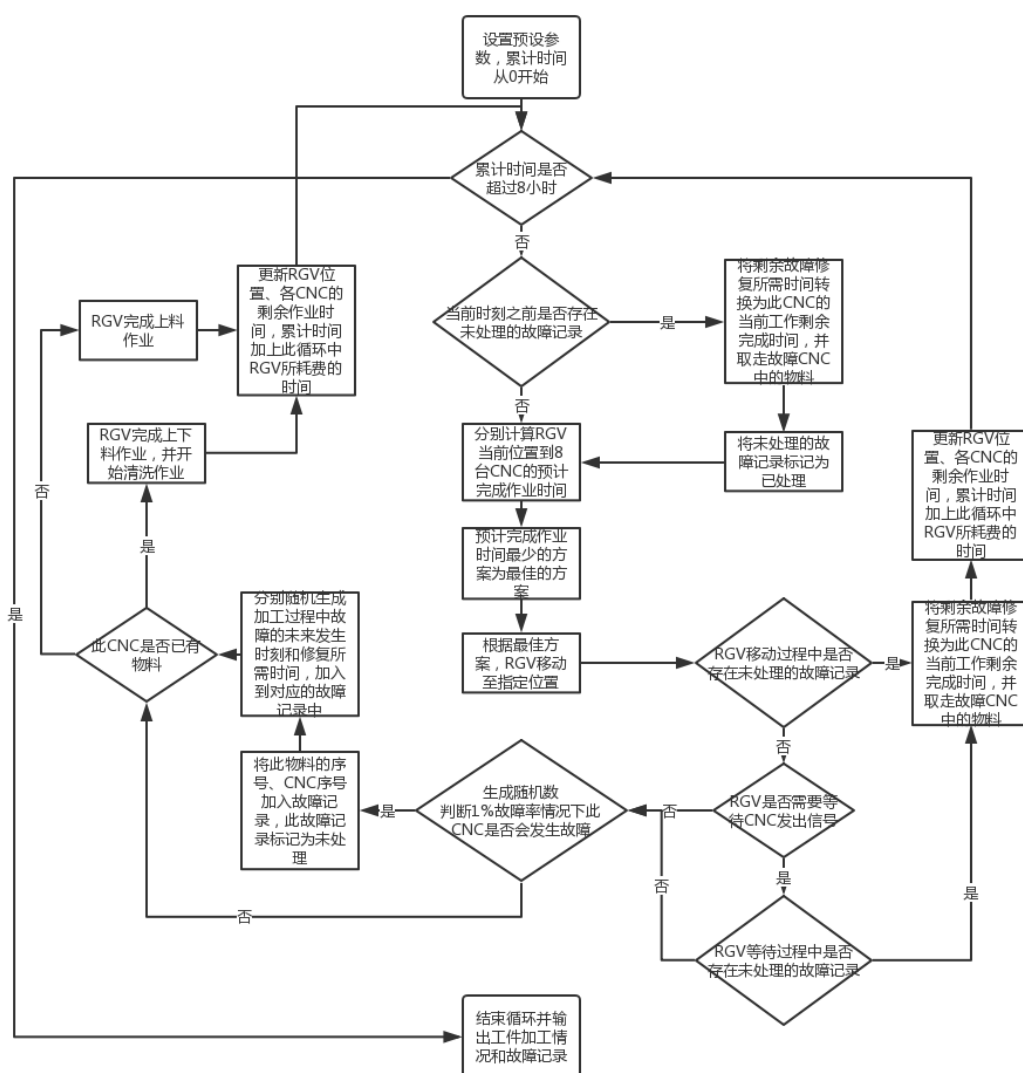 设置预设参
数，累计时间
从0开始
累计时间是否
超过8小时
否
当前时刻之前是否存在
未处理的故障记录
是
将剩余故障修
复所需时间转
换为此CNC的
当前工作剩余
完成时间，并
取走故障CNC
中的物料
将未处理的故
障记录标记为
已处理
否
分别计算RGV
当前位置到8
台CNC的预计
完成作业时间
预计完成作业
时间最少的方
案为最佳的方
案
根据最佳方
案，RGV移动
至指定位置
RGV移动过程中是否
存在未处理的故障记录
是
将剩余故障修
复所需时间转
换为此CNC的
当前工作剩余
完成时间，并
取走故障CNC
中的物料
更新RGV位
置、各CNC的
剩余作业时
间，累计时间
加上此循环中
RGV所耗费的
时间
否
RGV是否需要等
待CNC发出信号
是
RGV等待过程中是否
存在未处理的故障记录
是
否
否
生成随机数
判断1%故障率情况下此
CNC是否会发生故障
是
将此物料的序
号、CNC序号
加入故障记
录，此故障记
录标记为未处
理
分别随机生成
加工过程中故
障的未来发生
时刻和修复所
需时间，加入
到对应的故障
记录中
否
此CNC是否已有
物料
是
RGV完成上下
料作业，并开
始清洗作业
否
RGV完成上料
作业
更新RGV位
置、各CNC的
剩余作业时
间，累计时间
加上此循环中
RGV所耗费的
时间
是
结束循环并输
出工件加工情
况和故障记录